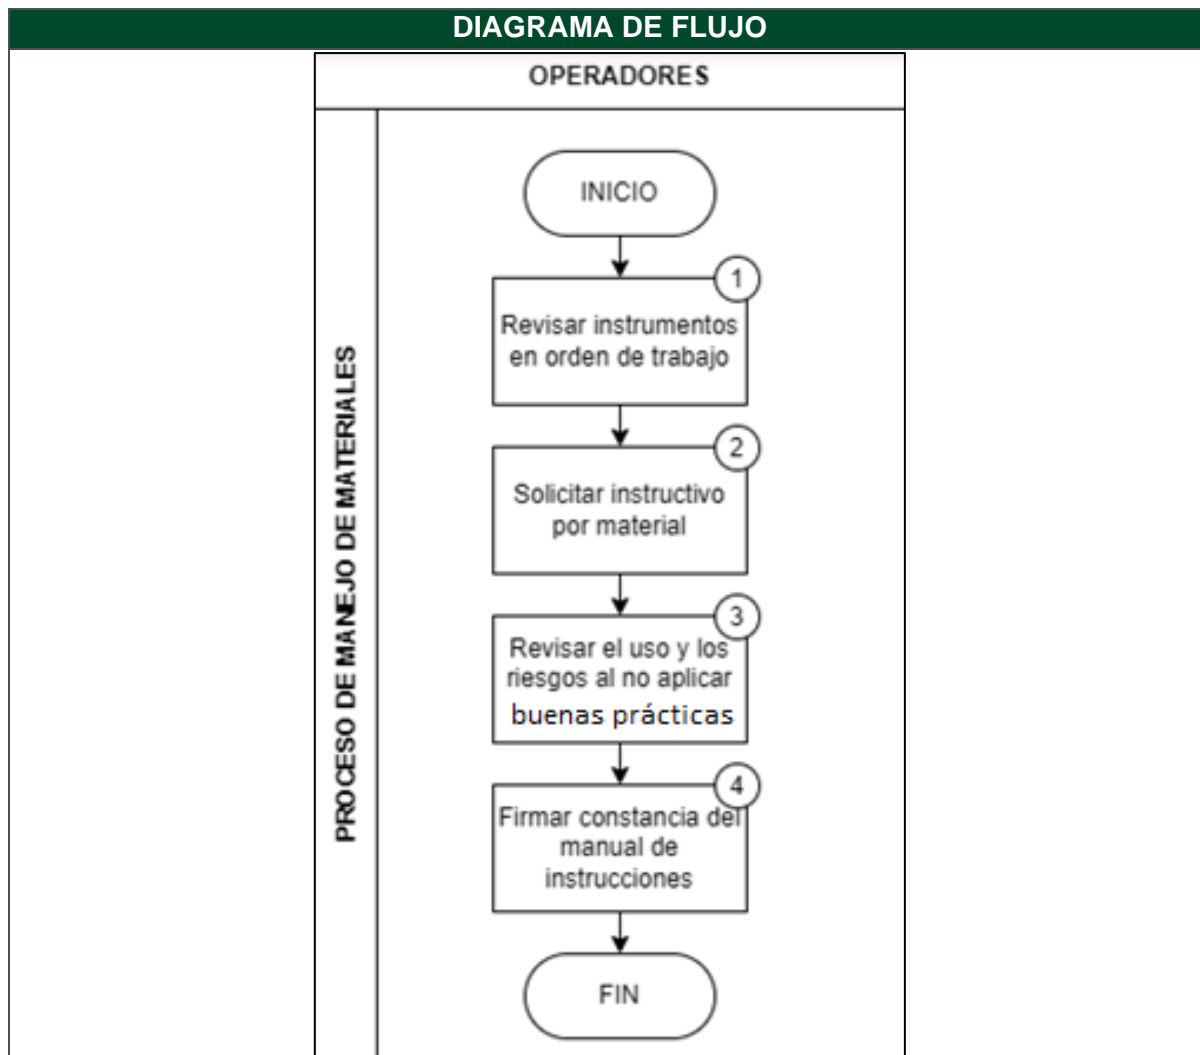 DIAGRAMA DE FLUJO
OPERADORES
PROCESO DE MANEJO DE MATERIALES
INICIO
1
Revisar instrumentos
en orden de trabajo
2
Solicitar instructivo
por material
3
Revisar el uso y los
riesgos al no aplicar
buenas prácticas
4
Firmar constancia del
manual de
instrucciones
FIN